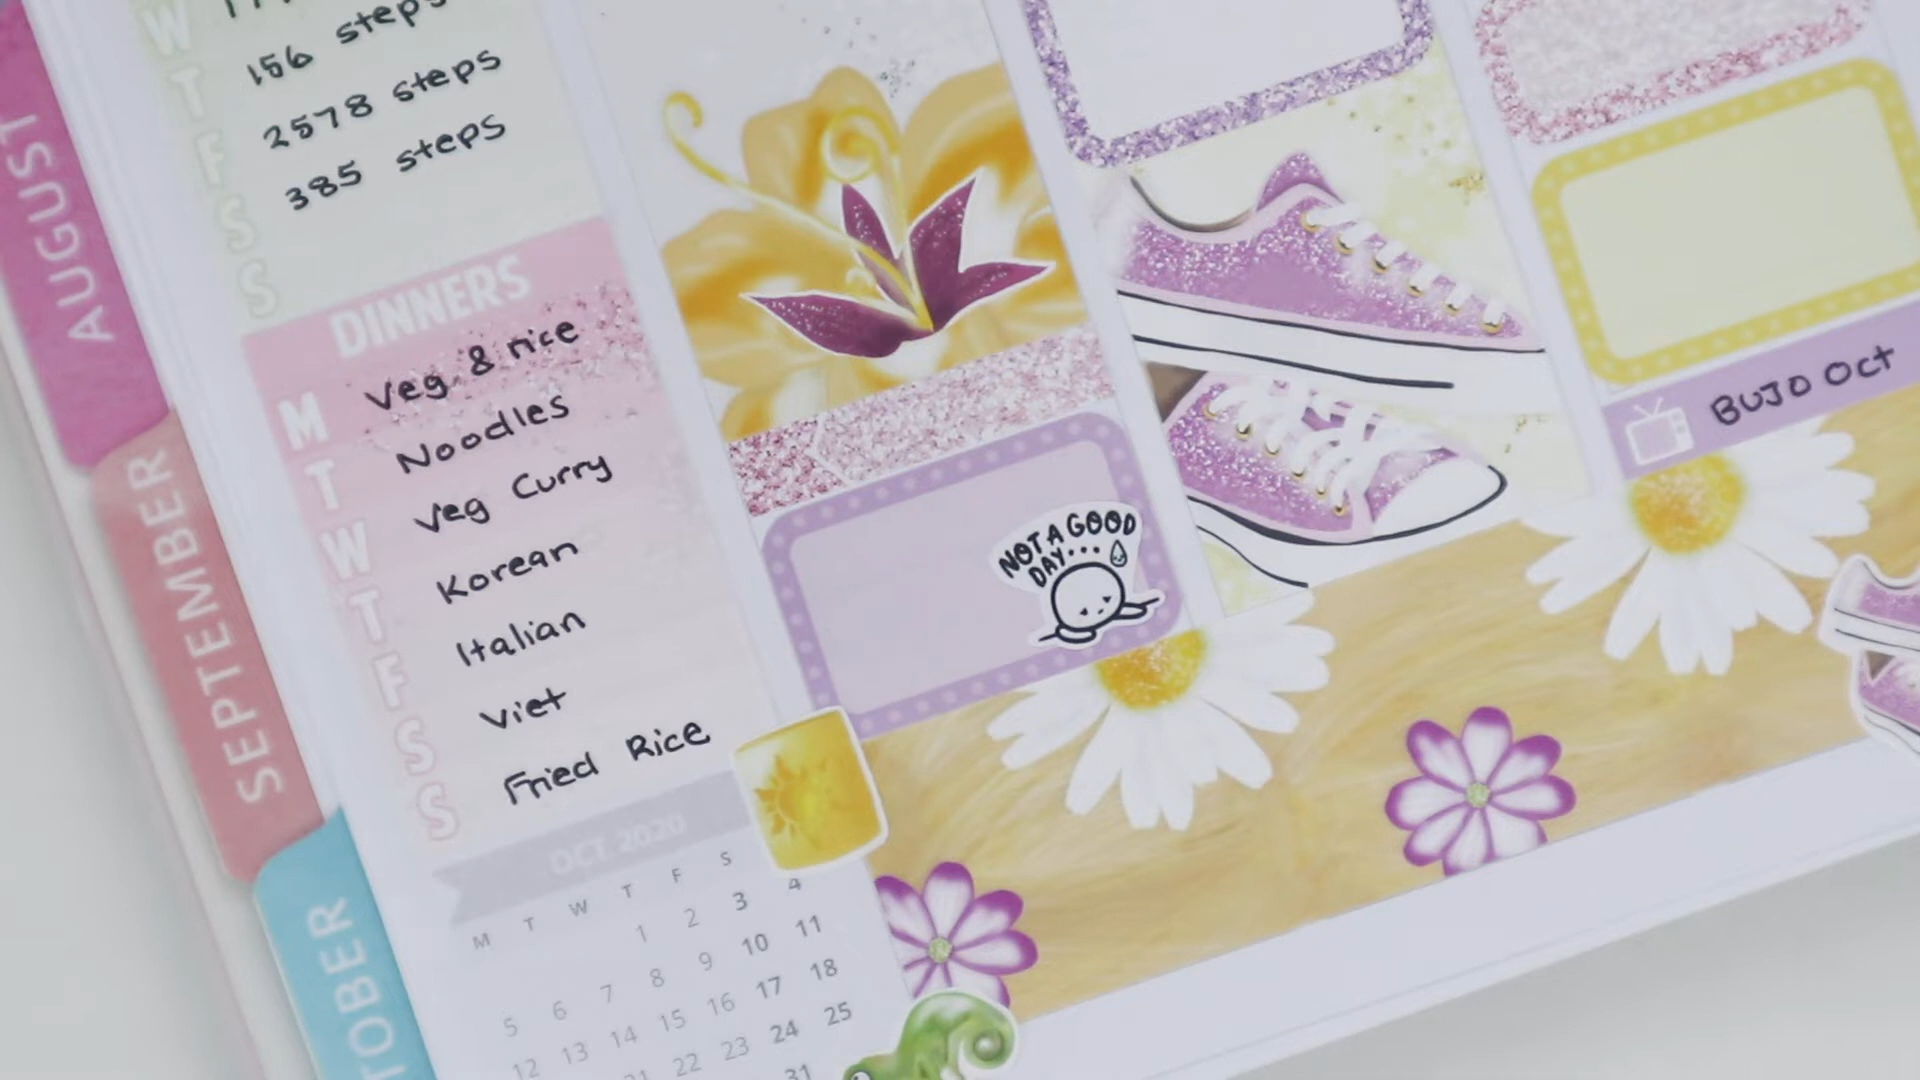 W
156 steps
T
2578 steps
F
385 steps
S
S
DINNERS
M Veg & rice
T Noodles
W Veg Curry
T Korean
F Italian
S Viet
S Fried Rice
OCT 2020
M T W T F S
1 2 3 4
5 6 7 8 9 10 11
12 13 14 15 16 17 18
22 23 24 25
31
AUGUST
SEPTEMBER
TOBER
NOT A GOOD
DAY...
BUJO Oct